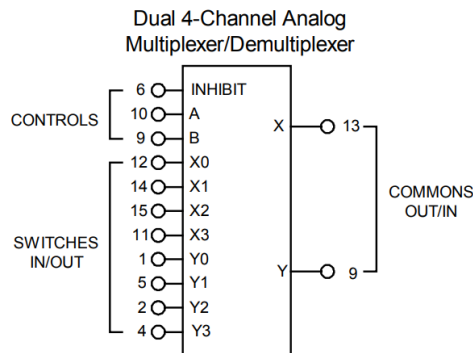 Dual 4-Channel Analog
Multiplexer/Demultiplexer
CONTROLS
6 INHIBIT
10 A
9 B
SWITCHES
IN/OUT
12 X0
14 X1
15 X2
11 X3
1 Y0
5 Y1
2 Y2
4 Y3
X 13
Y 9
COMMONS
OUT/IN